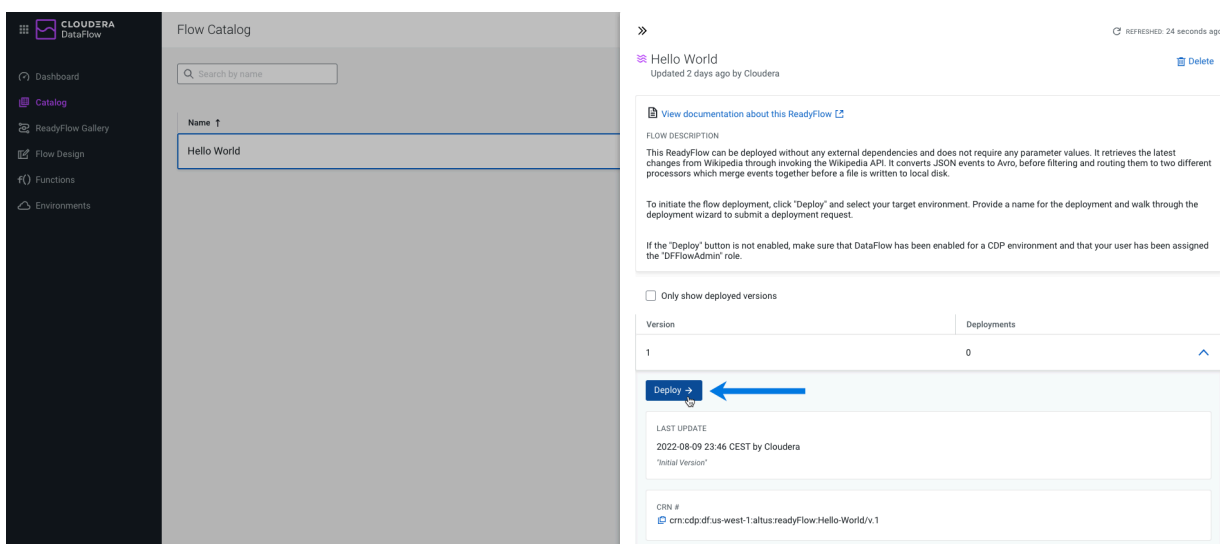 CLOUDERA
DataFlow
Dashboard
Catalog
ReadyFlow Gallery
Flow Design
f() Functions
Environments
Flow Catalog
Search by name
Name ↑
Hello World
REFRESHED: 24 seconds ago
Hello World
Updated 2 days ago by Cloudera
Delete
View documentation about this ReadyFlow
FLOW DESCRIPTION
This ReadyFlow can be deployed without any external dependencies and does not require any parameter values. It retrieves the latest
changes from Wikipedia through invoking the Wikipedia API. It converts JSON events to Avro, before filtering and routing them to two different
processors which merge events together before a file is written to local disk.
To initiate the flow deployment, click "Deploy" and select your target environment. Provide a name for the deployment and walk through the
deployment wizard to submit a deployment request.
If the "Deploy" button is not enabled, make sure that DataFlow has been enabled for a CDP environment and that your user has been assigned
the "DFFlowAdmin" role.
Only show deployed versions
Version Deployments
1 0
Deploy →
LAST UPDATE
2022-08-09 23:46 CEST by Cloudera
"Initial Version"
CRN #
crn:cdp:df:us-west-1:altus:readyFlow:Hello-World/v.1